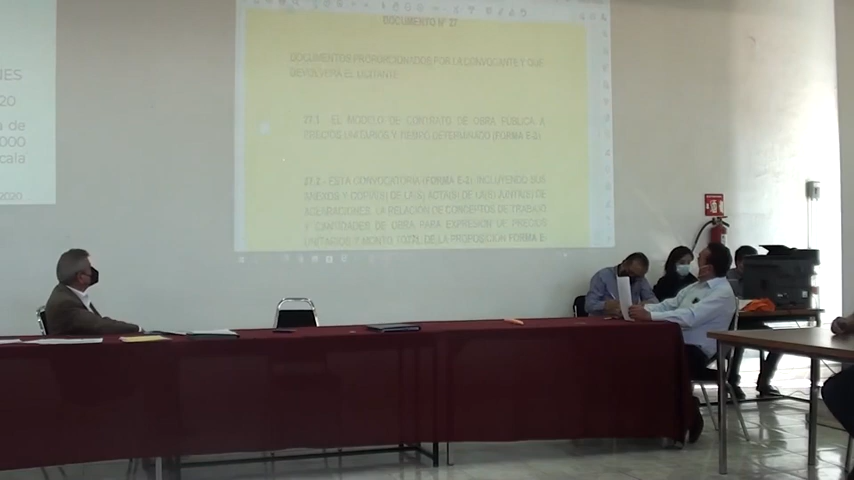 NES
20
a de
000
cala
2020
DOCUMENTO N° 27
DOCUMENTOS PROPORCIONADOS POR LA CONVOCANTE Y QUE
DEVOLVERÁ EL LICITANTE
27.1 EL MODELO DE CONTRATO DE OBRA PUBLICA A
PRECIOS UNITARIOS Y TIEMPO DETERMINADO (FORMA E-3)
27.2 - ESTA CONVOCATORIA (FORMA E-2) INCLUYENDO SUS
ANEXOS Y COPIA(S) DE LA(S) ACTA(S) DE LA(S) JUNTA(S) DE
ACLARACIONES, LA RELACIÓN DE CONCEPTOS DE TRABAJO
Y CANTIDADES DE OBRA PARA EXPRESIÓN DE PRECIOS
UNITARIOS Y MONTO TOTAL DE LA PROPOSICIÓN FORMA E